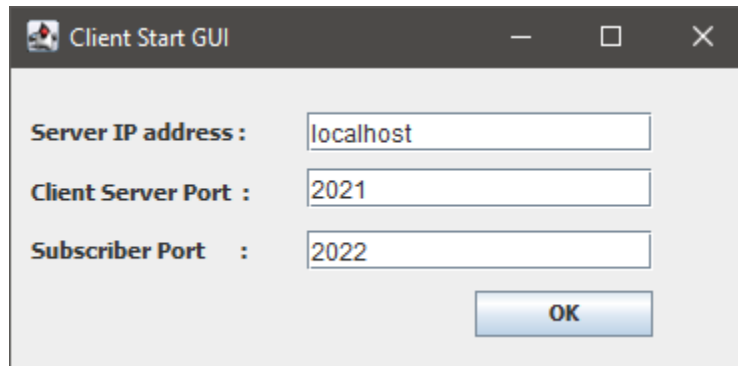 Client Start GUI
Server IP address : localhost
Client Server Port : 2021
Subscriber Port : 2022
OK